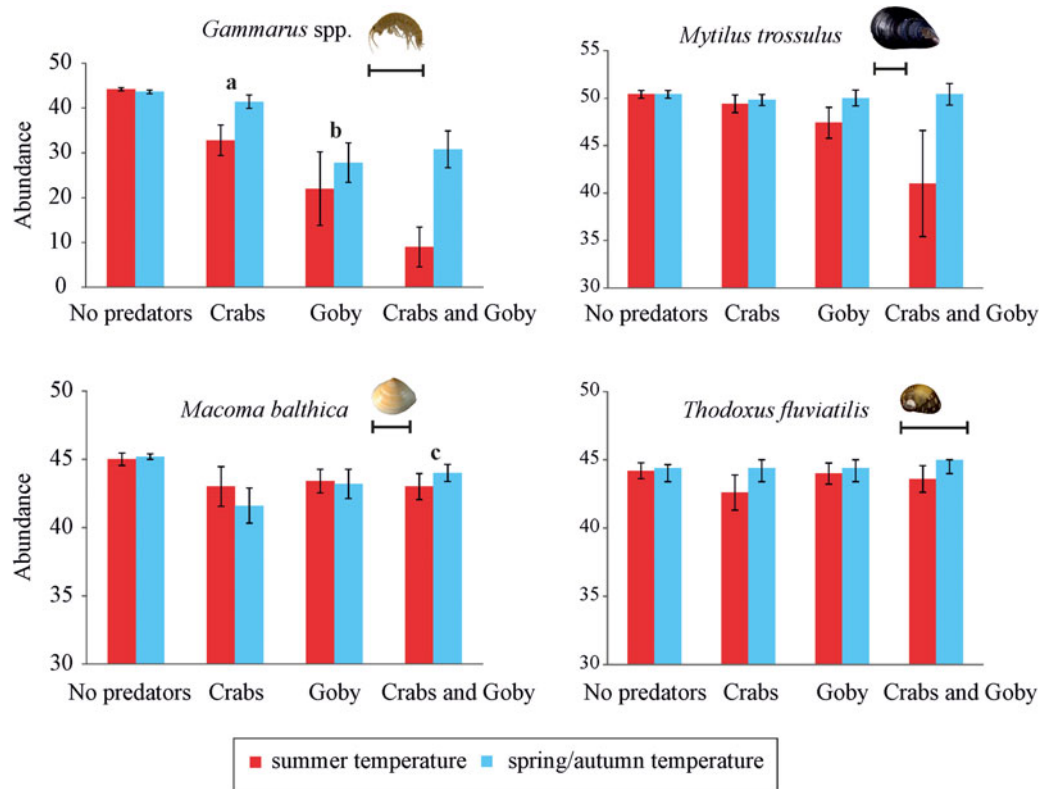 Gammarus spp.
Abundance
50
40
30
20
10
0
a
b
No predators Crabs Goby Crabs and Goby
Mytilus trossulus
55
50
45
40
35
30
No predators Crabs Goby Crabs and Goby
Macoma balthica
Abundance
50
45
40
35
30
c
No predators Crabs Goby Crabs and Goby
Thodoxus fluviatilis
50
45
40
35
30
No predators Crabs Goby Crabs and Goby
summer temperature spring/autumn temperature